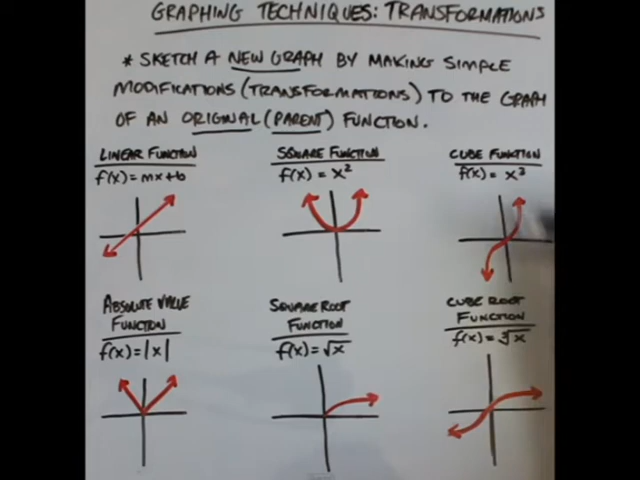 GRAPHING TECHNIQUES: TRANSFORMATIONS
* SKETCH A NEW GRAPH BY MAKING SIMPLE
MODIFICATIONS (TRANSFORMATIONS) TO THE GRAPH
OF AN ORIGINAL (PARENT) FUNCTION.
LINEAR FUNCTION
f(x) = mx+b
SQUARE FUNCTION
f(x) = x²
CUBE FUNCTION
f(x) = x³
ABSOLUTE VALUE
FUNCTION
f(x) = |x|
SQUARE ROOT
FUNCTION
f(x) = √x
CUBE ROOT
FUNCTION
f(x) = ∛x